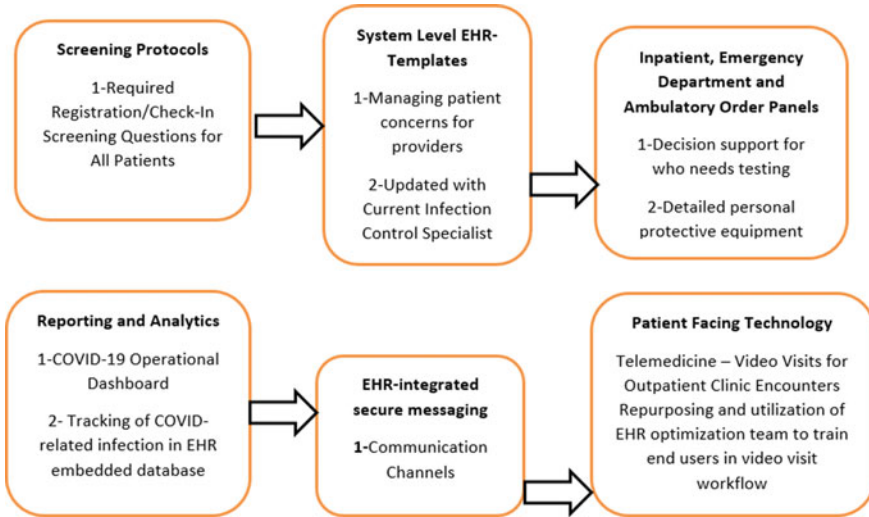 Screening Protocols
1-Required
Registration/Check-In
Screening Questions for
All Patients
System Level EHR-
Templates
1-Managing patient
concerns for
providers
2-Updated with
Current Infection
Control Specialist
Inpatient, Emergency
Department and
Ambulatory Order Panels
1-Decision support for
who needs testing
2-Detailed personal
protective equipment
Reporting and Analytics
1-COVID-19 Operational
Dashboard
2- Tracking of COVID-
related infection in EHR
embedded database
EHR-integrated
secure messaging
1-Communication
Channels
Patient Facing Technology
Telemedicine – Video Visits for
Outpatient Clinic Encounters
Repurposing and utilization of
EHR optimization team to train
end users in video visit
workflow